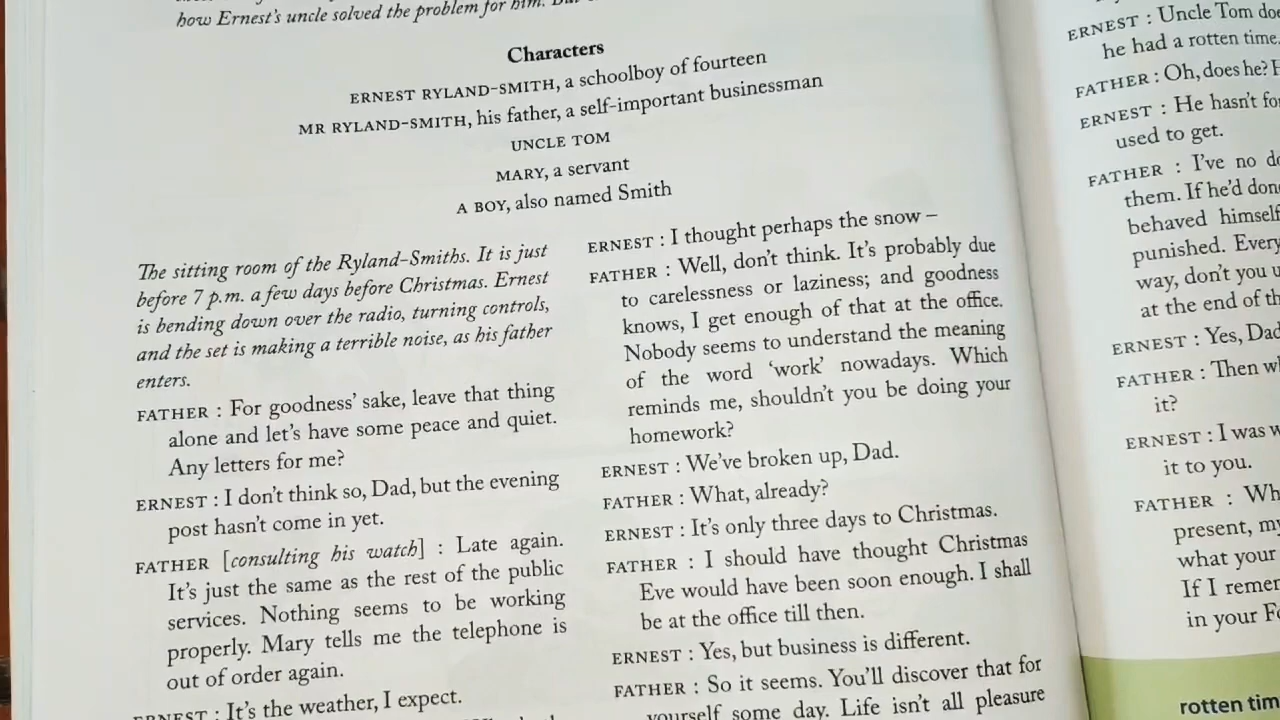 how Ernest's uncle solved the problem for him.
Characters
ERNEST RYLAND-SMITH, a schoolboy of fourteen
MR RYLAND-SMITH, his father, a self-important businessman
UNCLE TOM
MARY, a servant
A BOY, also named Smith
The sitting room of the Ryland-Smiths. It is just
before 7 p.m. a few days before Christmas. Ernest
is bending down over the radio, turning controls,
and the set is making a terrible noise, as his father
enters.
FATHER : For goodness' sake, leave that thing
alone and let's have some peace and quiet.
Any letters for me?
ERNEST : I don't think so, Dad, but the evening
post hasn't come in yet.
FATHER [consulting his watch] : Late again.
It's just the same as the rest of the public
services. Nothing seems to be working
properly. Mary tells me the telephone is
out of order again.
ERNEST : It's the weather, I expect.
ERNEST : I thought perhaps the snow –
FATHER : Well, don't think. It's probably due
to carelessness or laziness; and goodness
knows, I get enough of that at the office.
Nobody seems to understand the meaning
of the word 'work' nowadays. Which
reminds me, shouldn't you be doing your
homework?
ERNEST : We've broken up, Dad.
FATHER : What, already?
ERNEST : It's only three days to Christmas.
FATHER : I should have thought Christmas
Eve would have been soon enough. I shall
be at the office till then.
ERNEST : Yes, but business is different.
FATHER : So it seems. You'll discover that for
yourself some day. Life isn't all pleasure
ERNEST : Uncle Tom
he had a rotten time.
FATHER : Oh, does he?
ERNEST : He hasn't
used to get.
FATHER : I've no
them. If he'd
behaved himself
punished.
way, don't you
at the end of
ERNEST : Yes, Dad
FATHER : Then
it?
ERNEST : I was
it to you.
FATHER :
present,
what your
If I
in your
rotten